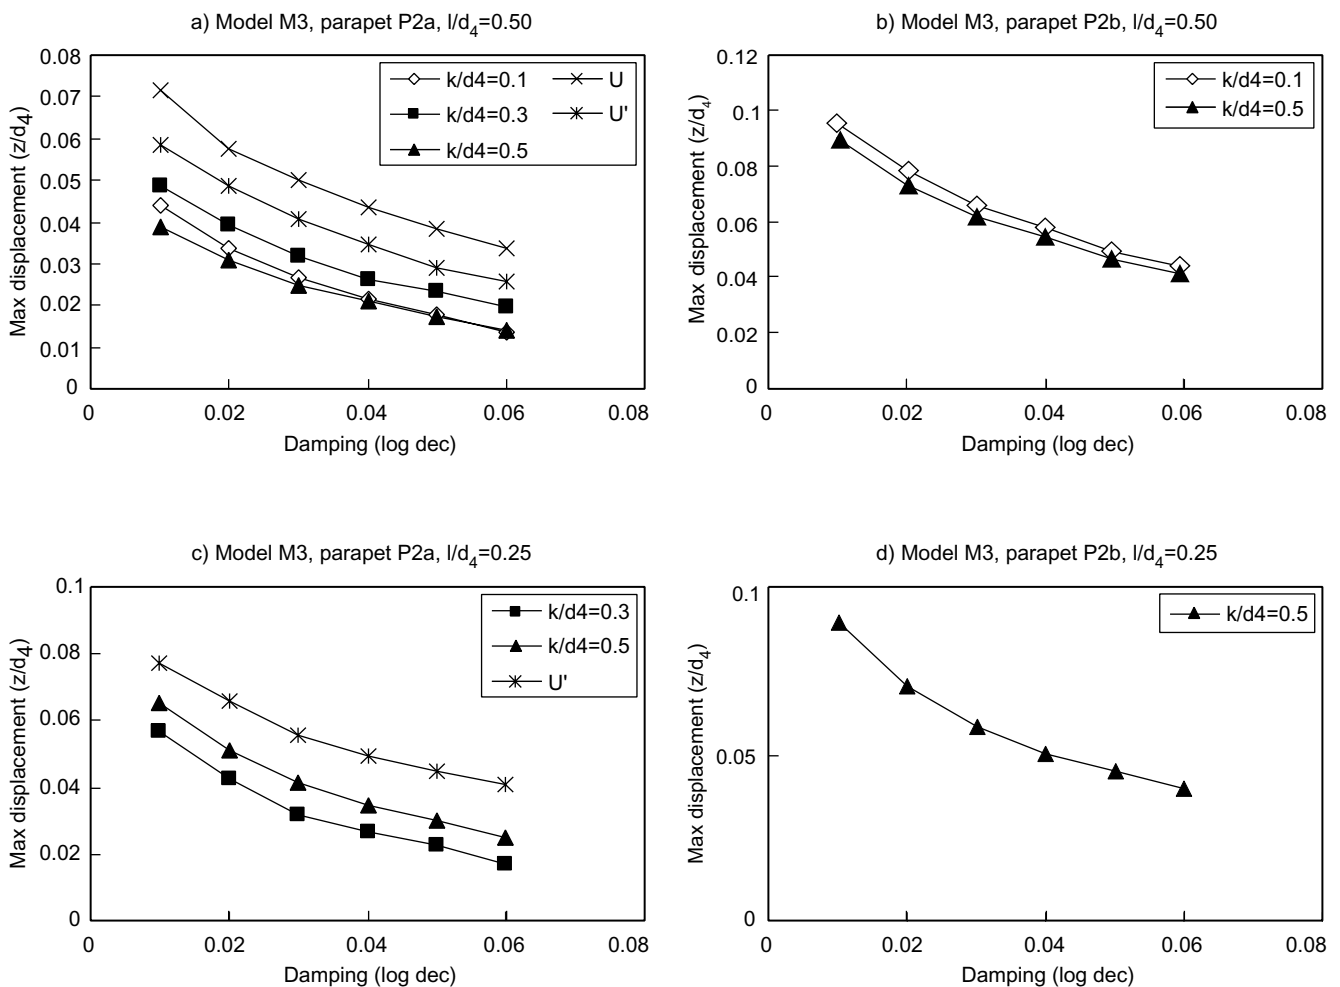 a) Model M3, parapet P2a, l/d4=0.50
0.08
0.07
0.06
0.05
0.04
0.03
0.02
0.01
0
Max displacement (z/d4)
k/d4=0.1
k/d4=0.3
k/d4=0.5
U
U'
0
0.02
0.04
0.06
0.08
Damping (log dec)
b) Model M3, parapet P2b, l/d4=0.50
0.12
0.1
0.08
0.06
0.04
0.02
0
Max displacement (z/d4)
k/d4=0.1
k/d4=0.5
0
0.02
0.04
0.06
0.08
Damping (log dec)
c) Model M3, parapet P2a, l/d4=0.25
0.1
0.08
0.06
0.04
0.02
0
Max displacement (z/d4)
k/d4=0.3
k/d4=0.5
U'
0
0.02
0.04
0.06
0.08
Damping (log dec)
d) Model M3, parapet P2b, l/d4=0.25
0.1
0.05
0
Max displacement (z/d4)
k/d4=0.5
0
0.02
0.04
0.06
0.08
Damping (log dec)